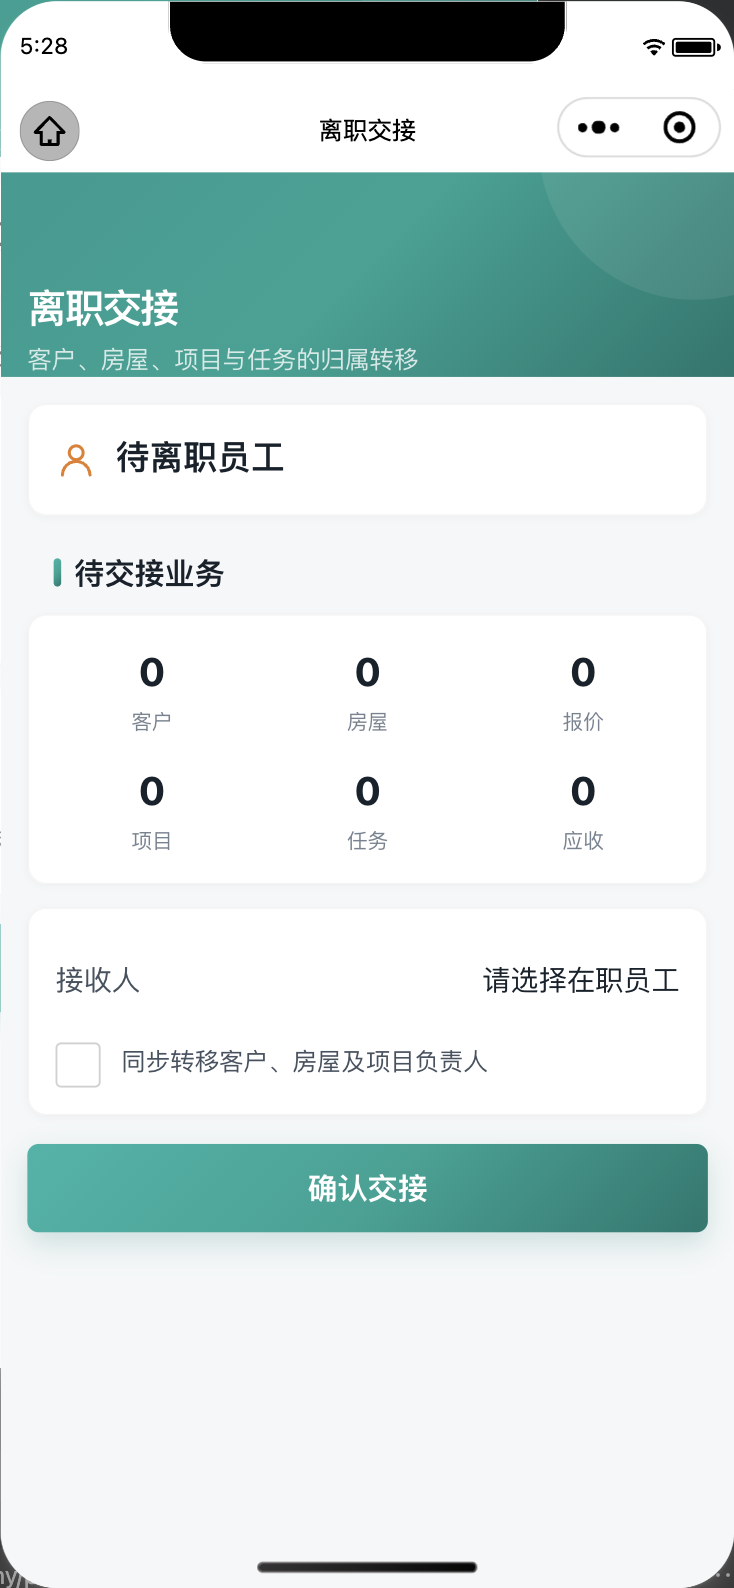 5:28
离职交接
离职交接
客户、房屋、项目与任务的归属转移
待离职员工
待交接业务
0 0 0
客户 房屋 报价
0 0 0
项目 任务 应收
接收人 请选择在职员工
同步转移客户、房屋及项目负责人
确认交接